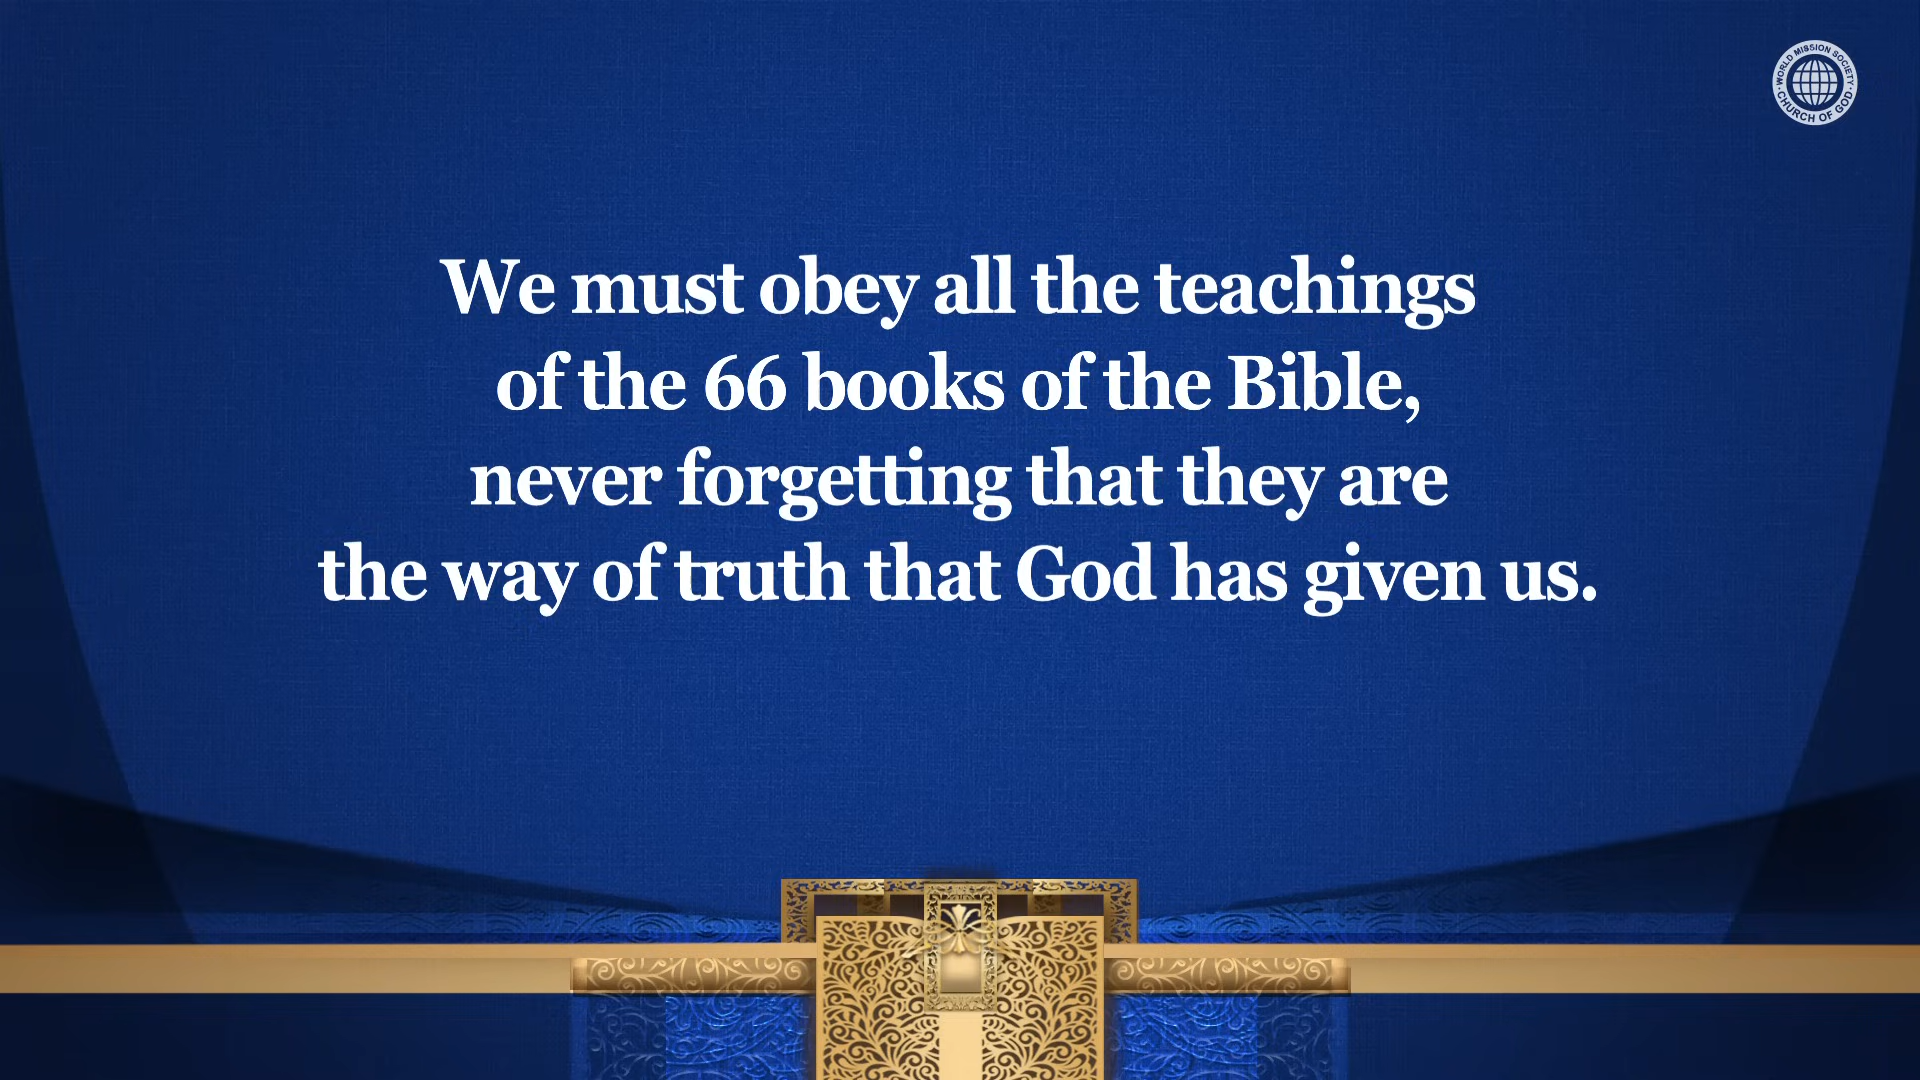 WORLD MISSION SOCIETY
CHURCH OF GOD
We must obey all the teachings
of the 66 books of the Bible,
never forgetting that they are
the way of truth that God has given us.